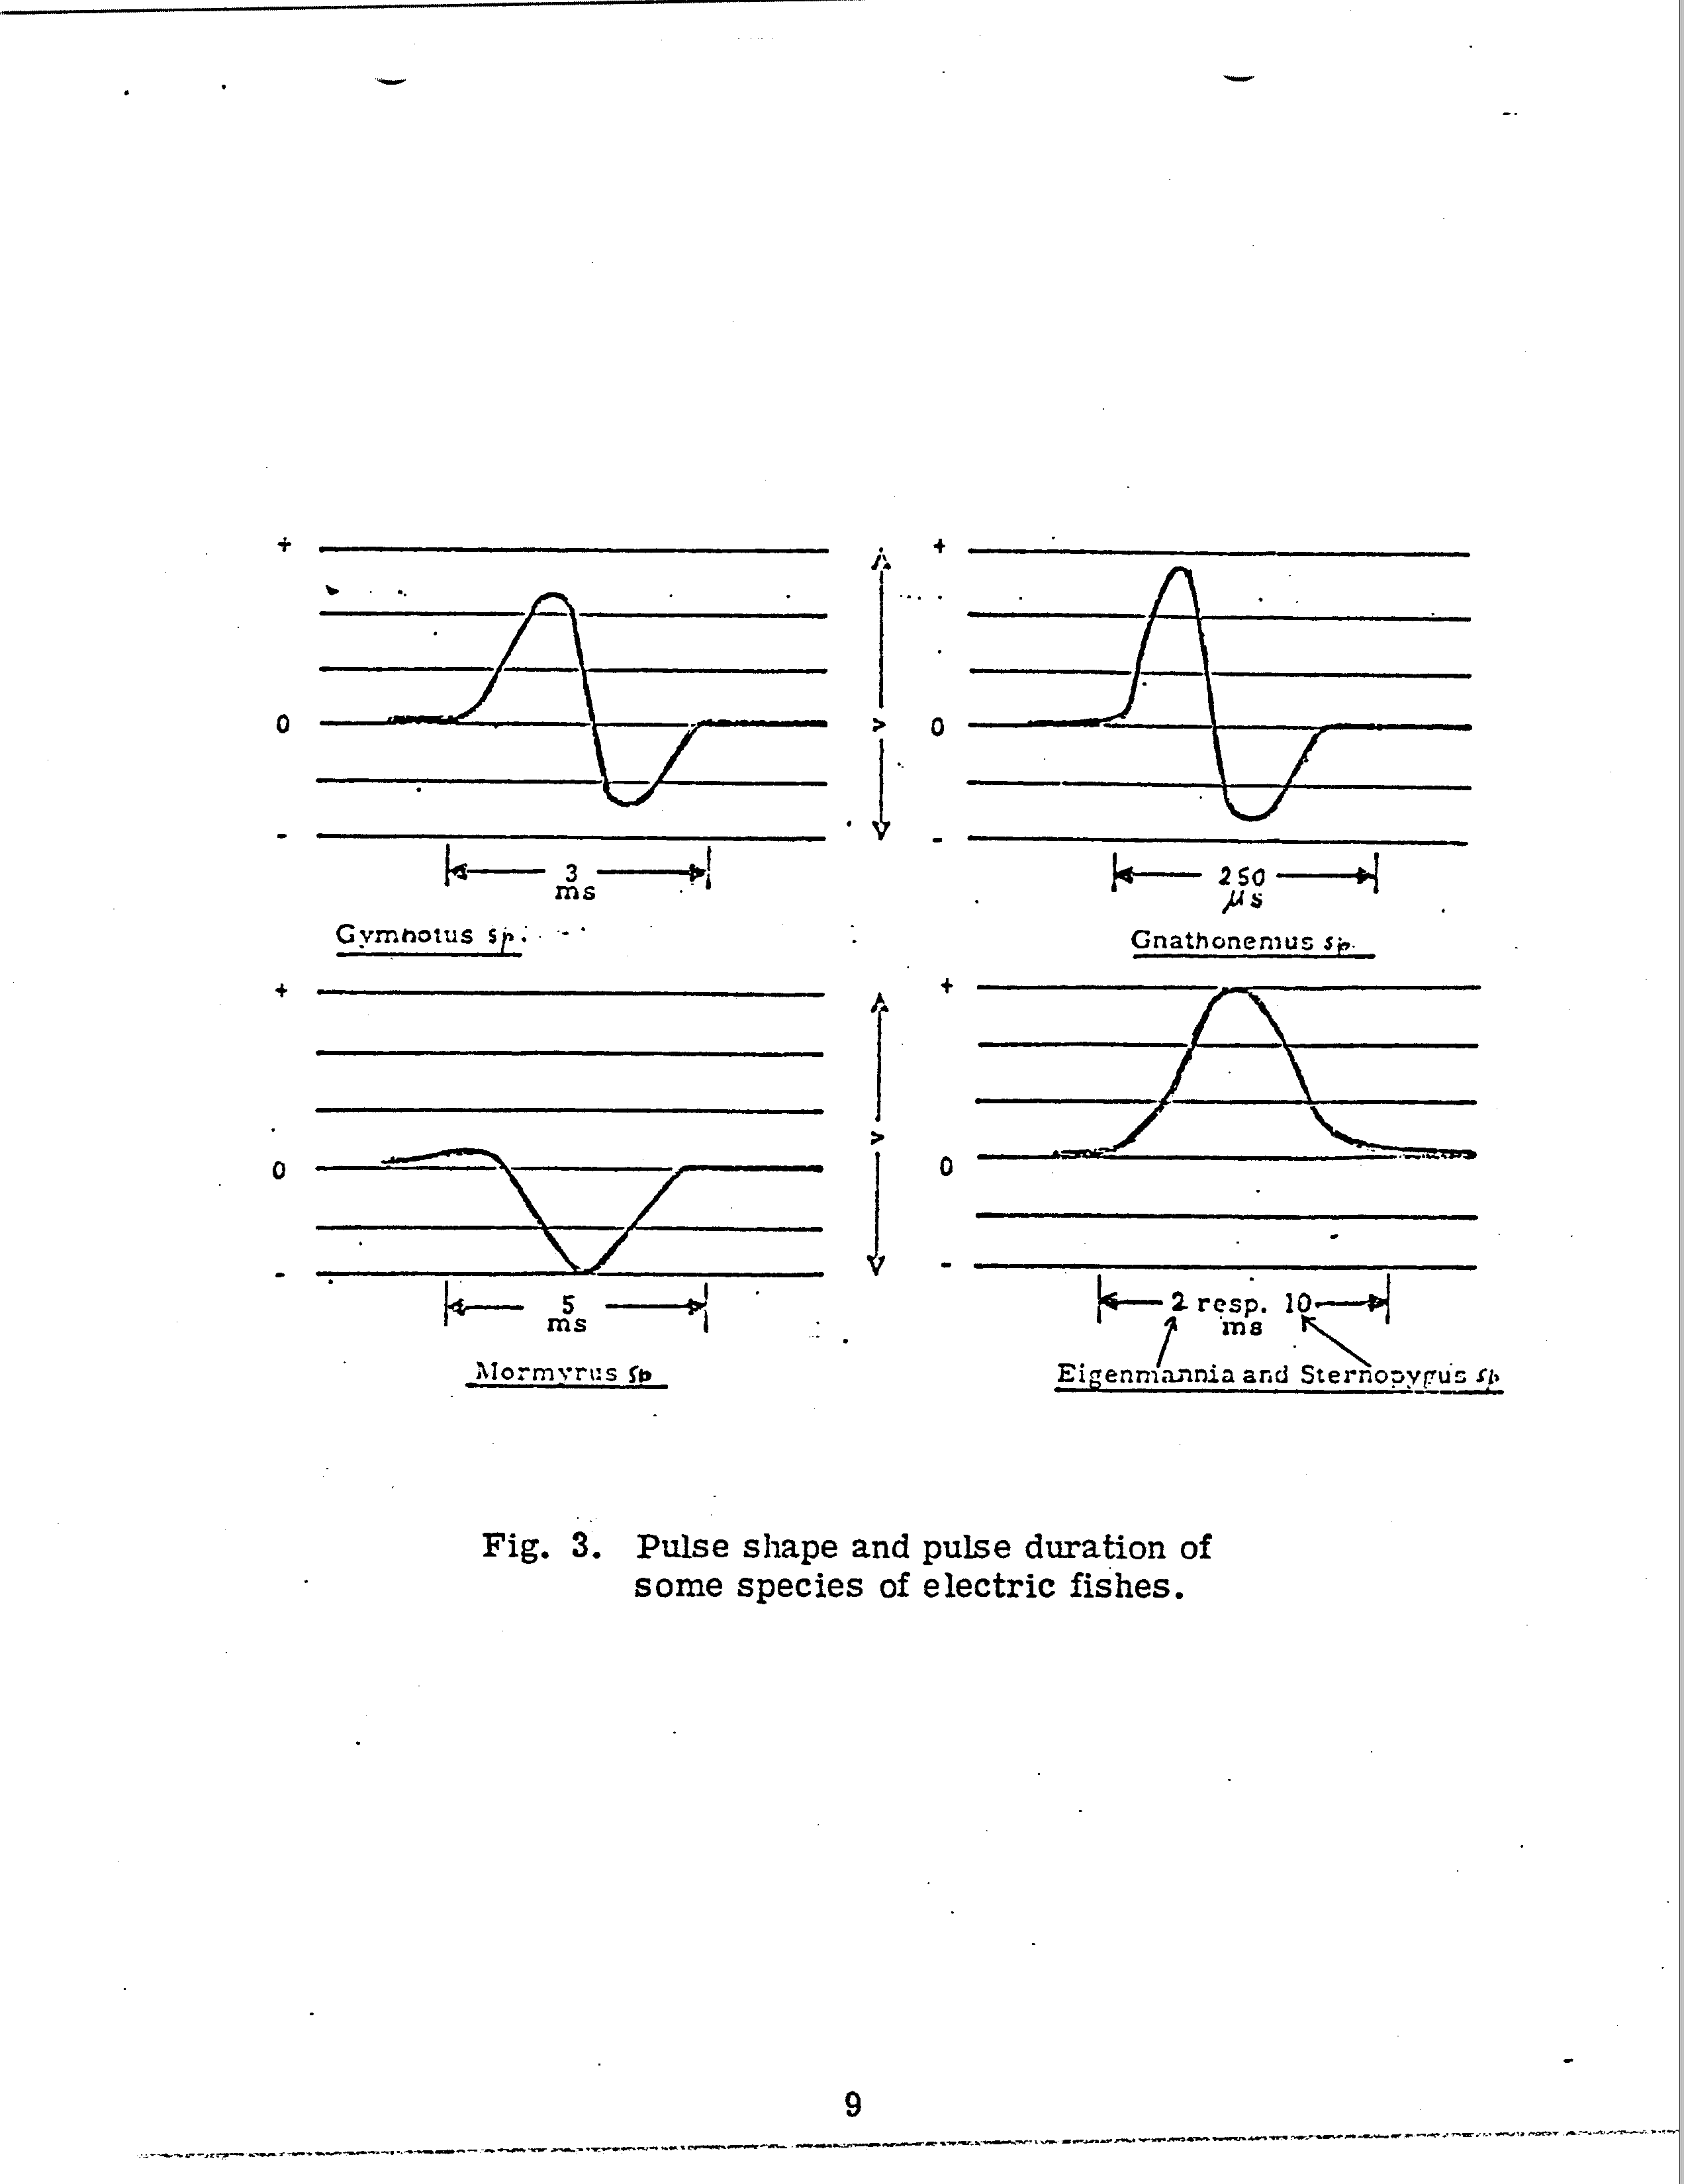 +
+
0
V
0
-
-
3
ms
250
µs
Gymnotus sp.
Gnathonemus sp.
+
+
0
V
0
-
-
5
ms
2 resp. 10
ms
Mormyrus sp
Eigenmannia and Sternopygus sp
Fig. 3. Pulse shape and pulse duration of
some species of electric fishes.
9